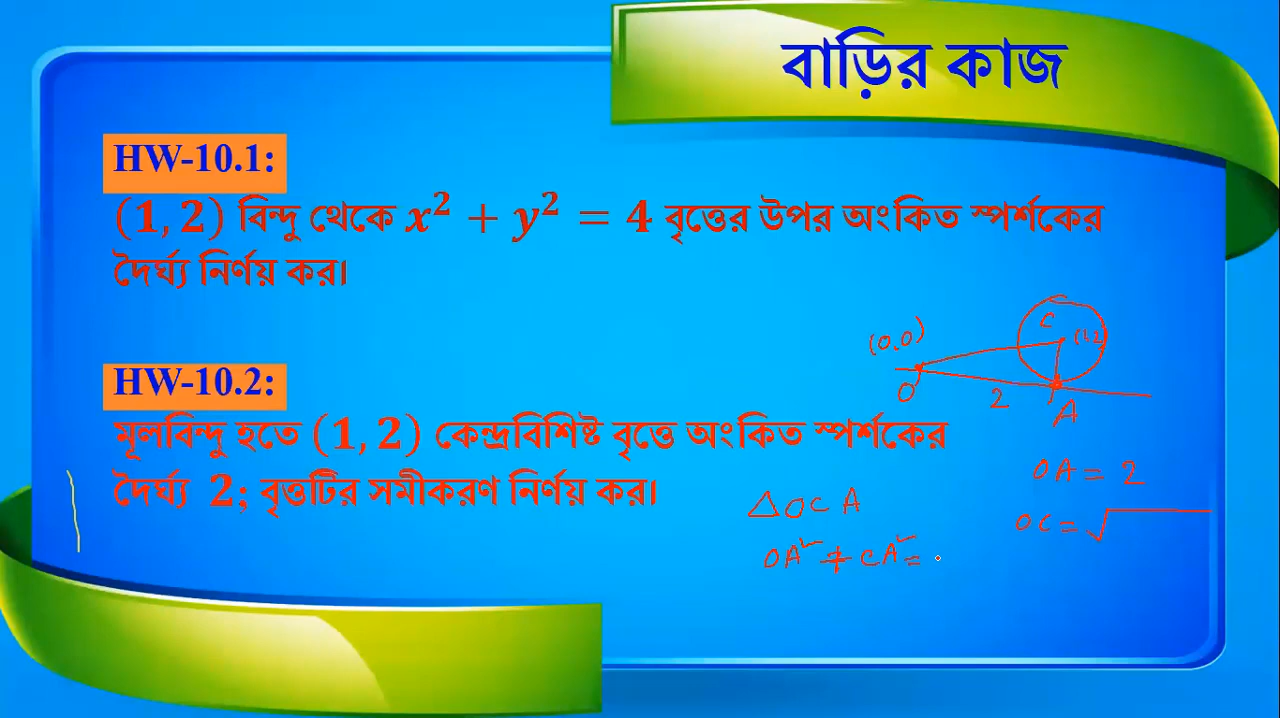 বাড়ির কাজ
HW-10.1:
(1, 2) বিন্দু থেকে x² + y² = 4 বৃত্তের উপর অংকিত স্পর্শকের
দৈর্ঘ্য নির্ণয় কর।
HW-10.2:
মূলবিন্দু হতে (1, 2) কেন্দ্রবিশিষ্ট বৃত্তে অংকিত স্পর্শকের
দৈর্ঘ্য 2; বৃত্তটির সমীকরণ নির্ণয় কর।
(0,0)
C
(1,2)
O
2
A
OA = 2
OC = √
△OCA
OA² + CA² =